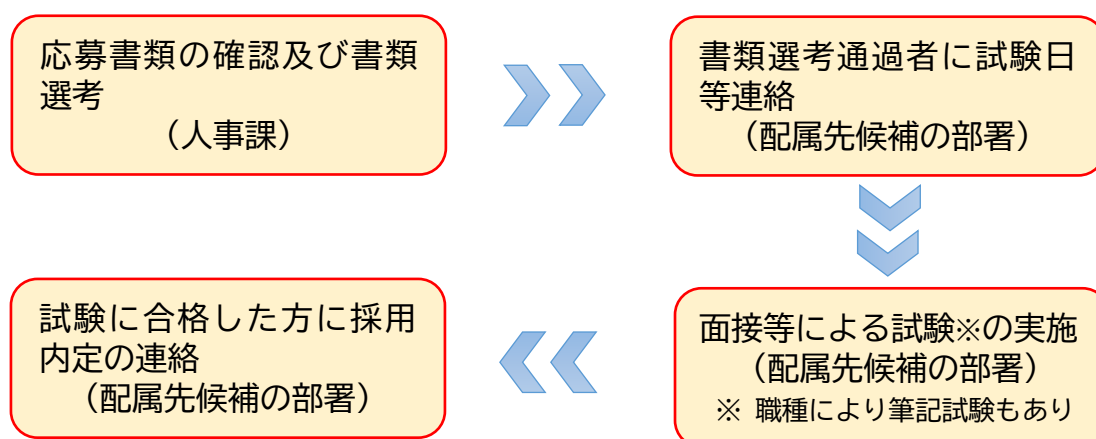 応募書類の確認及び書類
選考
（人事課）
書類選考通過者に試験日
等連絡
（配属先候補の部署）
面接等による試験※の実施
（配属先候補の部署）
※ 職種により筆記試験もあり
試験に合格した方に採用
内定の連絡
（配属先候補の部署）